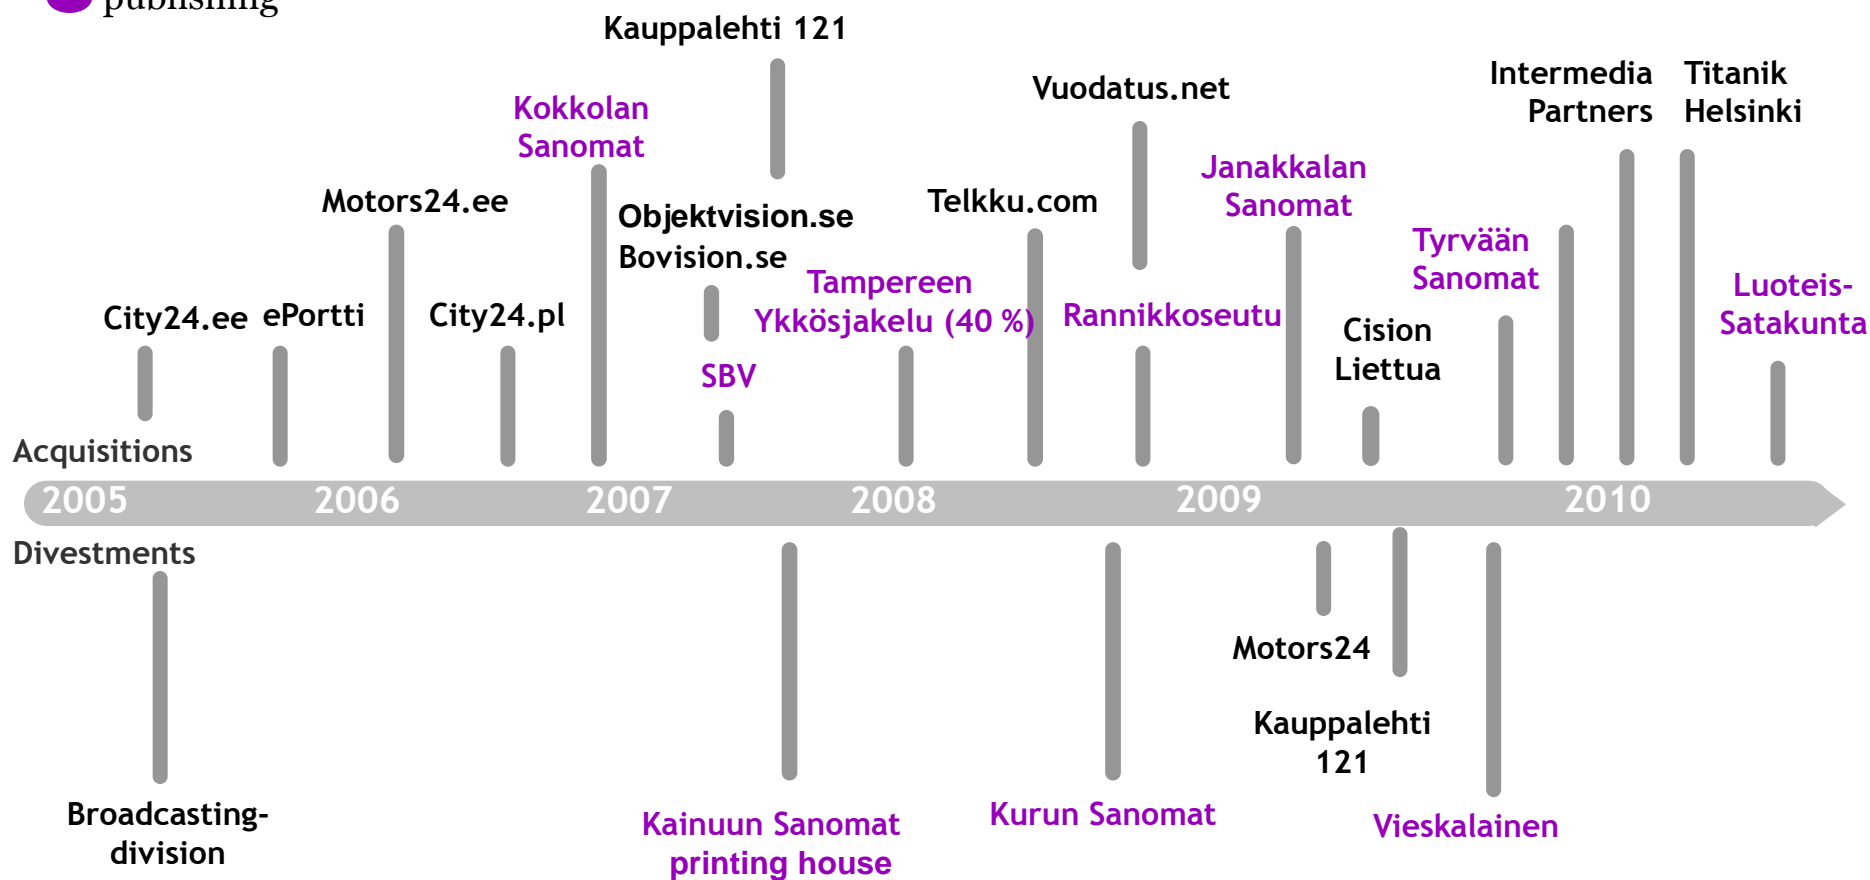 publishing
Kauppalehti 121
Kokkolan
Sanomat
Vuodatus.net
Intermedia
Partners
Titanik
Helsinki
Motors24.ee
Objektvision.se
Bovision.se
Telkku.com
Janakkalan
Sanomat
Tyrvään
Sanomat
City24.ee
ePortti
City24.pl
SBV
Tampereen
Ykkösjakelu (40 %)
Rannikkoseutu
Cision
Liettua
Luoteis-
Satakunta
Acquisitions
2005
2006
2007
2008
2009
2010
Divestments
Broadcasting-
division
Kainuun Sanomat
printing house
Kurun Sanomat
Motors24
Kauppalehti
121
Vieskalainen